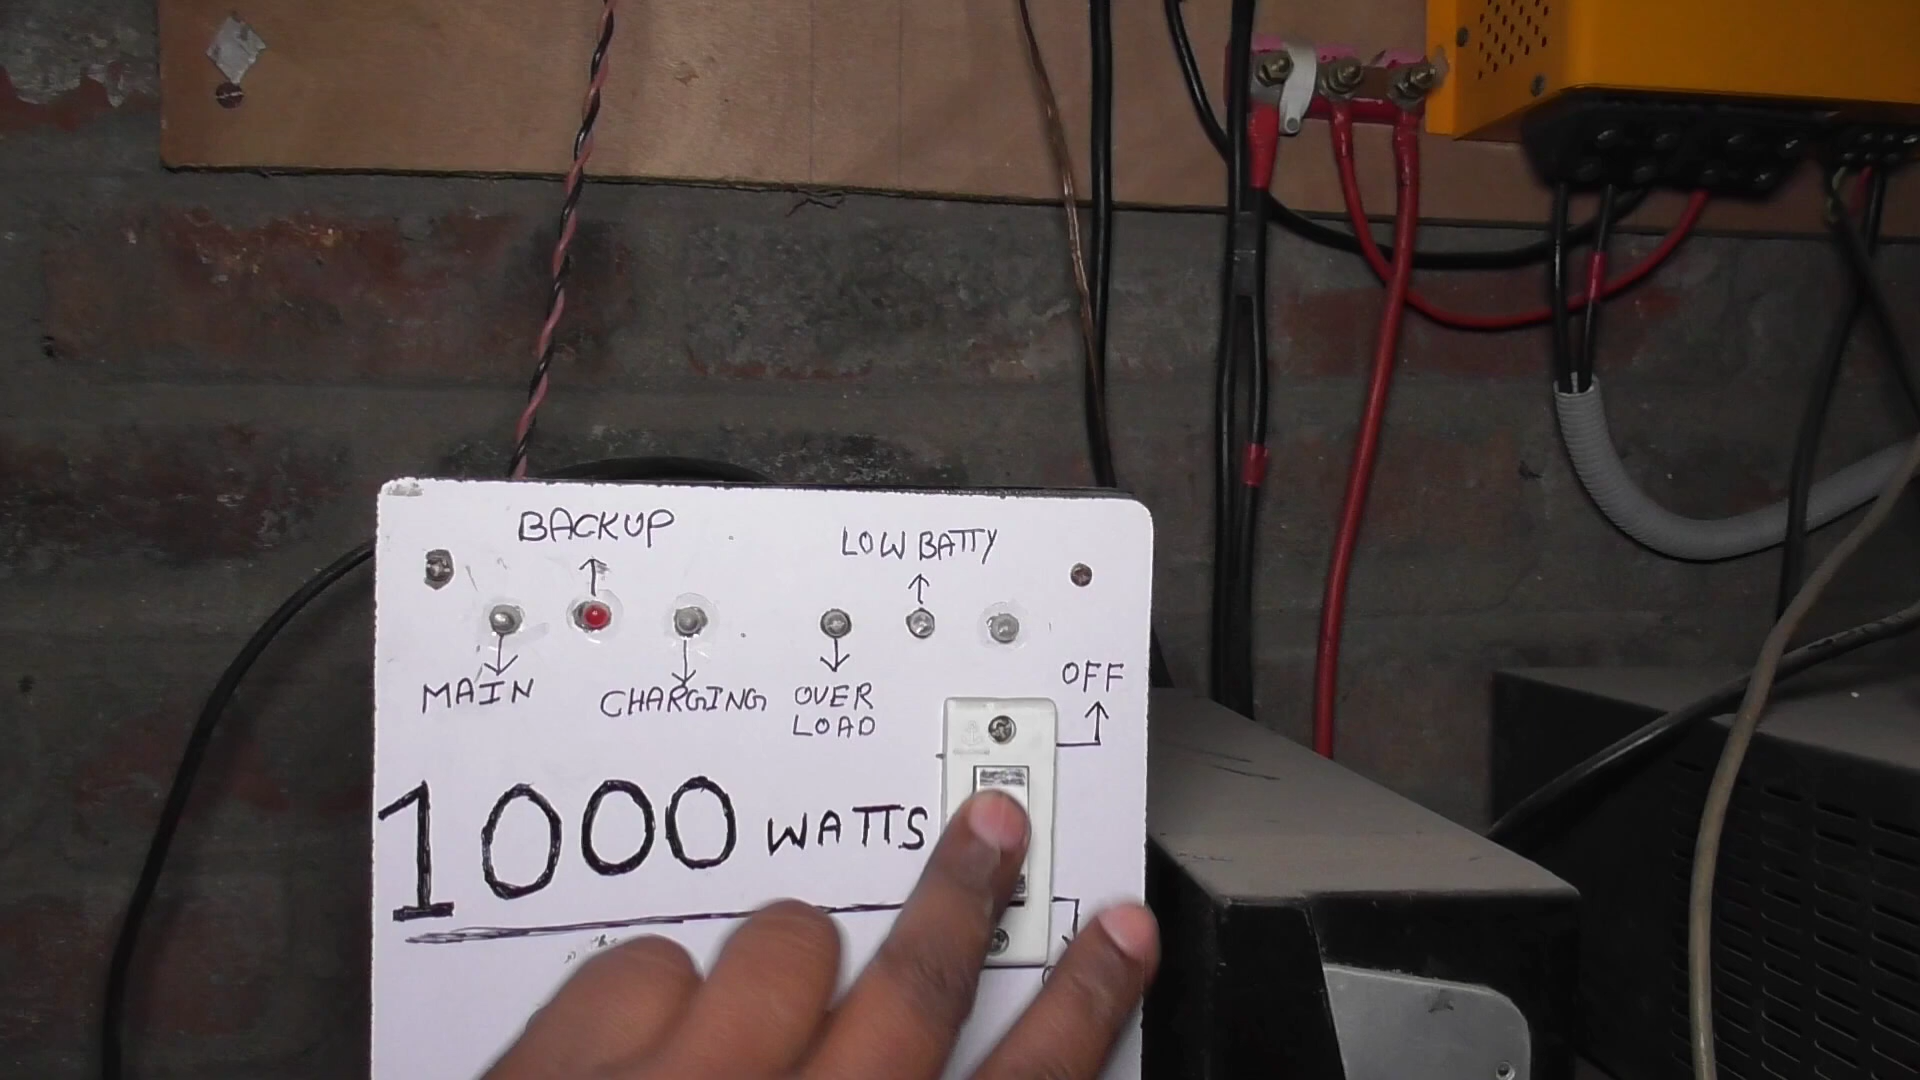 BACKUP
LOW BATTY
MAIN
CHARGING
OVER
LOAD
OFF
1000 WATTS